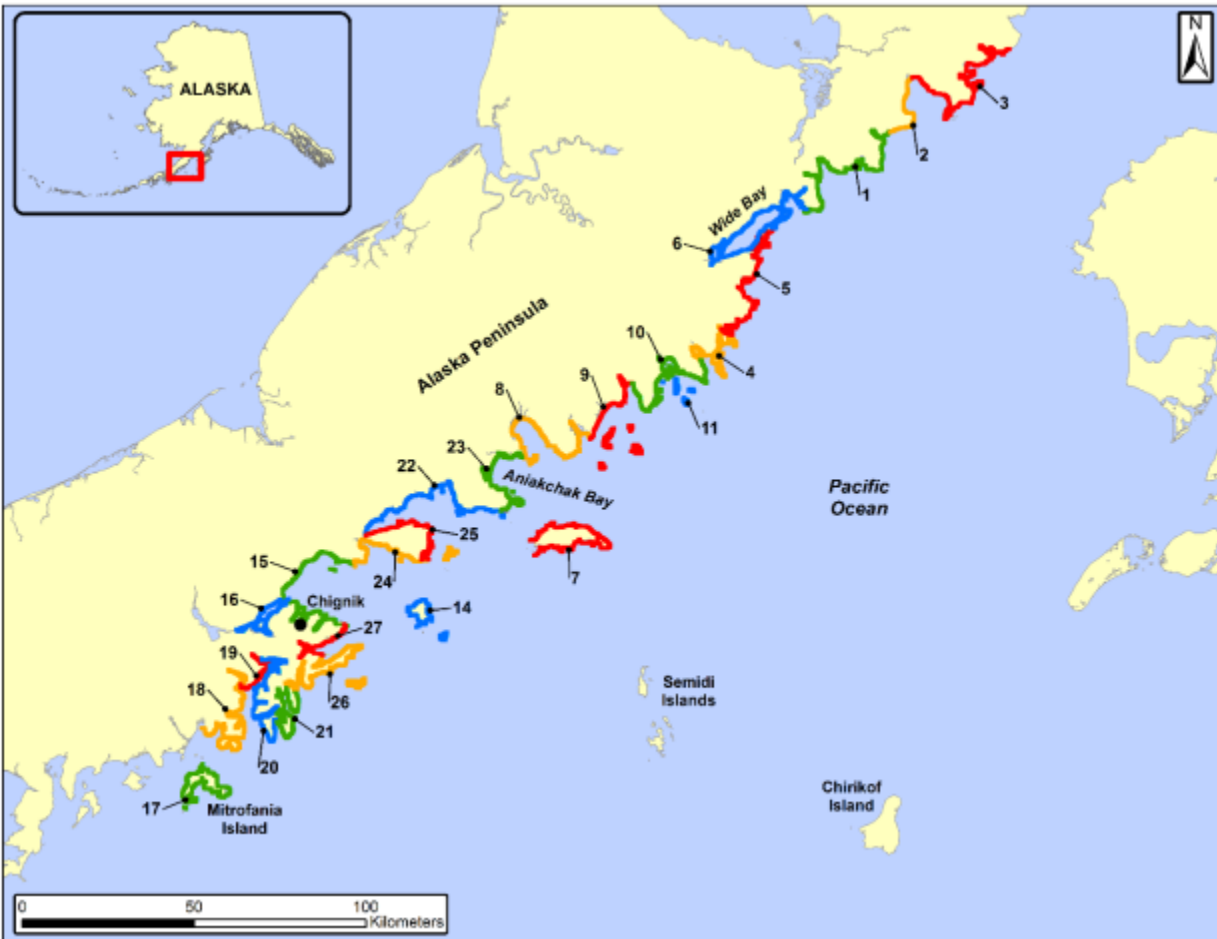 N
ALASKA
3
2
1
Wide Bay
6
5
Alaska Peninsula
10
4
9
11
8
23
22
Aniakchak Bay
Pacific
Ocean
25
15
24
7
16
Chignik
14
27
19
Semidi
Islands
18
26
21
20
Chirikof
Island
17
Mitrofania
Island
0
50
100
Kilometers